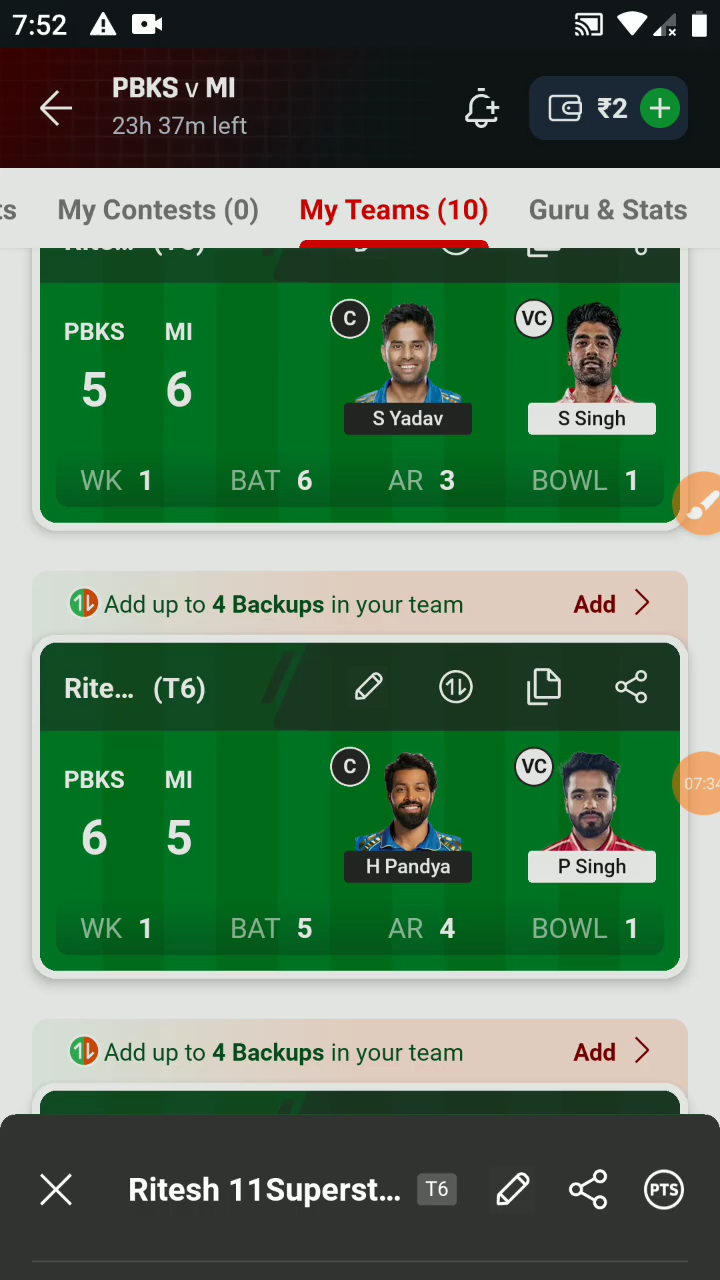 7:52
PBKS v MI
23h 37m left
₹2
ts My Contests (0) My Teams (10) Guru & Stats
PBKS MI C VC
5 6
S Yadav S Singh
WK 1 BAT 6 AR 3 BOWL 1
Add up to 4 Backups in your team Add
Rite... (T6)
PBKS MI C VC
6 5
07:34
H Pandya P Singh
WK 1 BAT 5 AR 4 BOWL 1
Add up to 4 Backups in your team Add
Ritesh 11Superst... T6 PTS